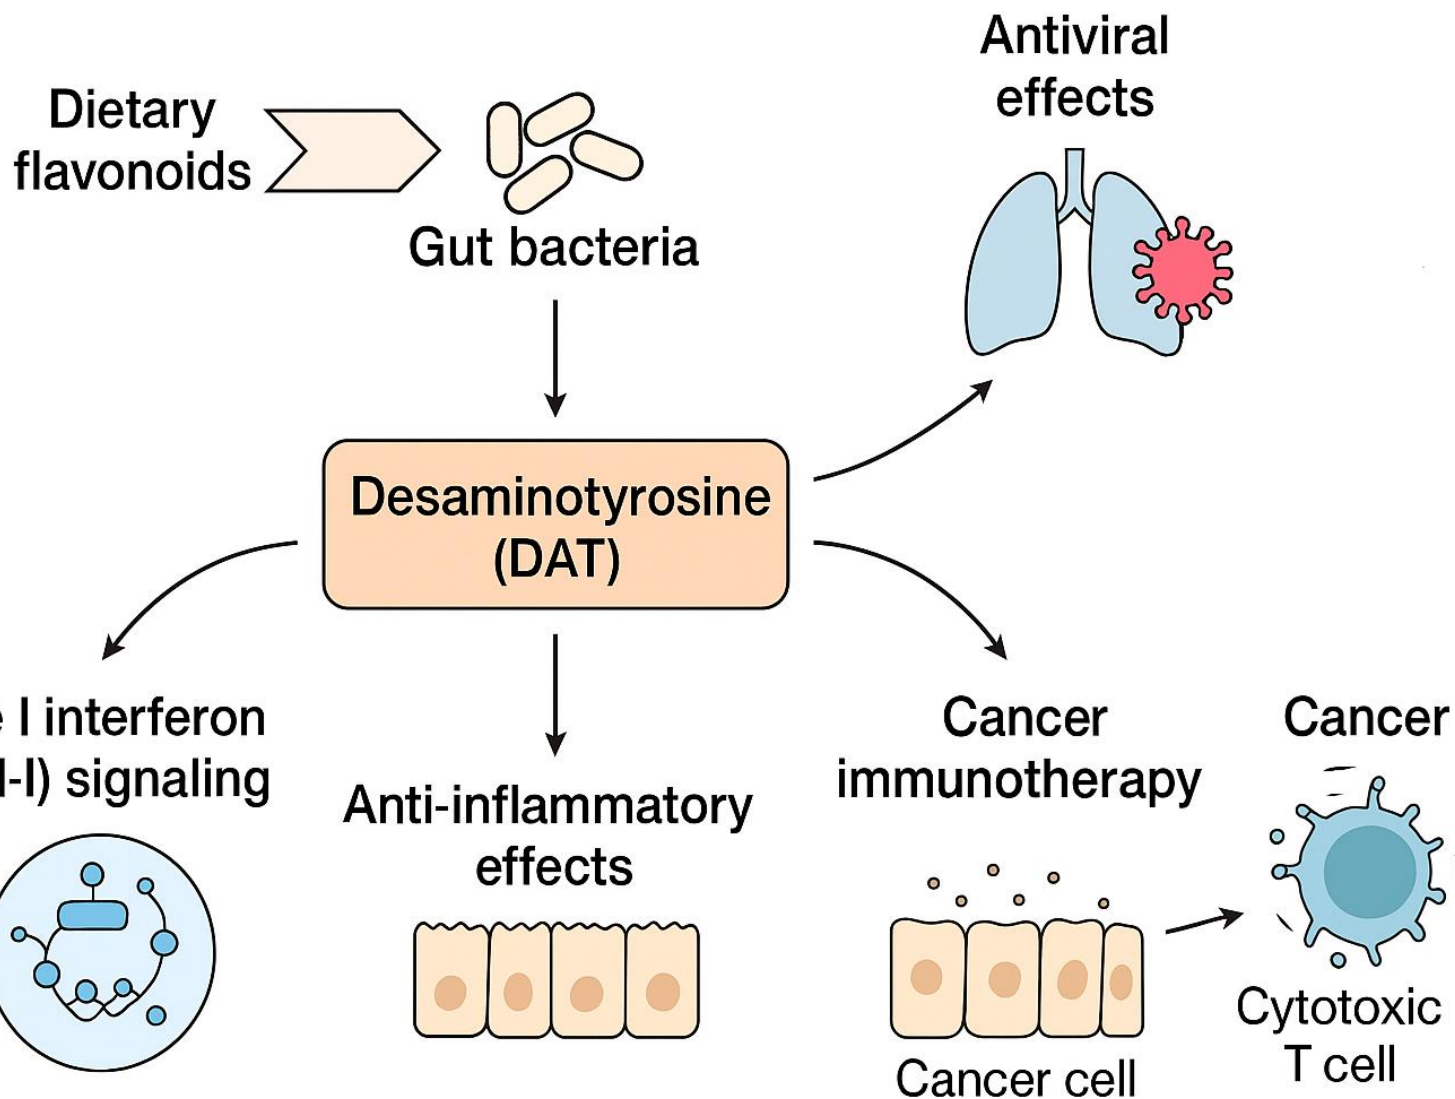 Dietary
flavonoids
Gut bacteria
Antiviral
effects
Desaminotyrosine
(DAT)
e I interferon
I-I) signaling
Anti-inflammatory
effects
Cancer
immunotherapy
Cancer cell
Cancer
Cytotoxic
T cell